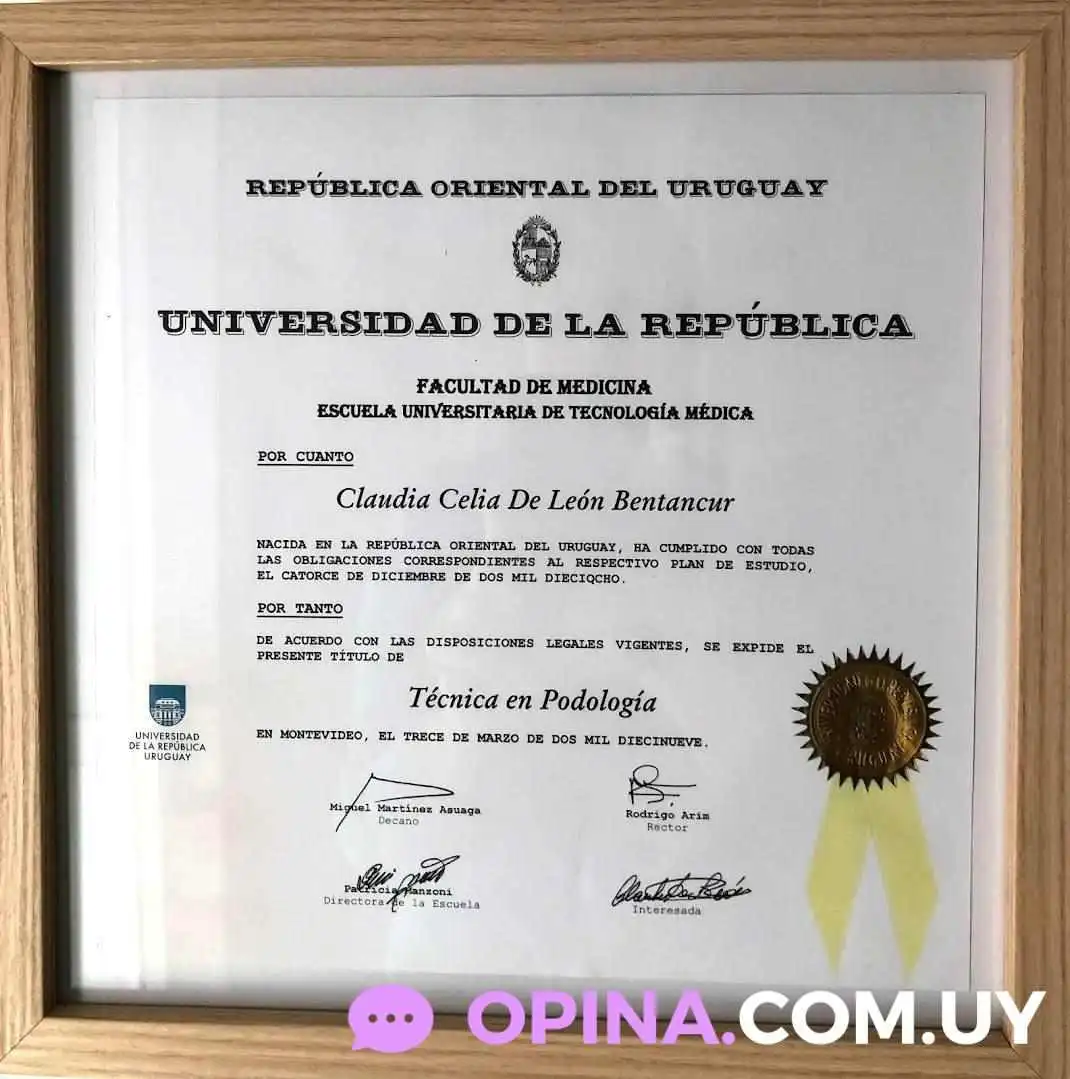 REPÚBLICA ORIENTAL DEL URUGUAY
UNIVERSIDAD DE LA REPÚBLICA
FACULTAD DE MEDICINA
ESCUELA UNIVERSITARIA DE TECNOLOGÍA MÉDICA
POR CUANTO
Claudia Celia De León Bentancur
NACIDA EN LA REPÚBLICA ORIENTAL DEL URUGUAY, HA CUMPLIDO CON TODAS
LAS OBLIGACIONES CORRESPONDIENTES AL RESPECTIVO PLAN DE ESTUDIO,
EL CATORCE DE DICIEMBRE DE DOS MIL DIECIOCHO.
POR TANTO
DE ACUERDO CON LAS DISPOSICIONES LEGALES VIGENTES, SE EXPIDE EL
PRESENTE TÍTULO DE
Técnica en Podología
EN MONTEVIDEO, EL TRECE DE MARZO DE DOS MIL DIECINUEVE.
UNIVERSIDAD
DE LA REPÚBLICA
URUGUAY
Miguel Martínez Asuaga
Decano
Rodrigo Arim
Rector
Patricia Manzoni
Directora de la Escuela
Interesada
OPINA.COM.UY